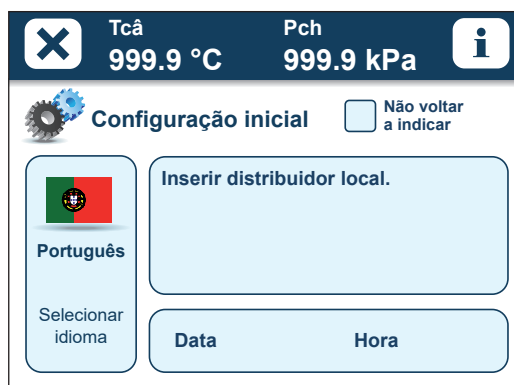 Tcâ Pch
999.9 °C 999.9 kPa
i
Configuração inicial
Não voltar
a indicar
Inserir distribuidor local.
Português
Selecionar
idioma
Data Hora